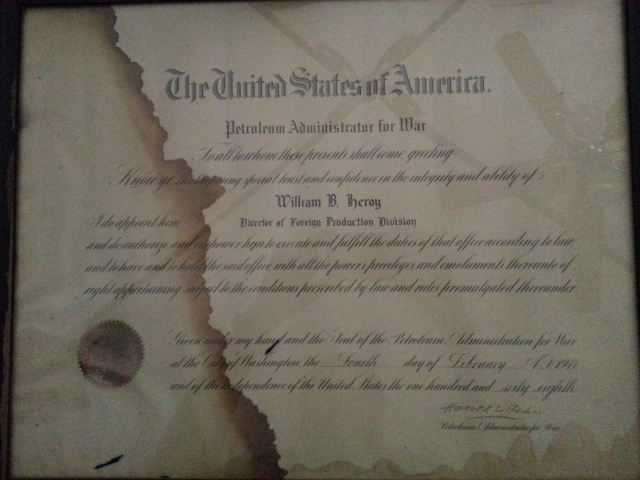 The United States of America.
Petroleum Administrator for War
To all to whom these presents shall come, greeting
Know ye, that reposing special trust and confidence in the integrity and ability of
William B. Heroy
I do appoint him Director of Foreign Production Division
and do authorize and empower him to execute and fulfill the duties of that office according to law,
and to have and to hold the said office, with all the powers, privileges and emoluments thereunto of
right appertaining subject to the conditions prescribed by law and rules promulgated thereunder
Given under my hand and the Seal of the Petroleum Administration for War
at the City of Washington the fourth day of February
and of the Independence of the United States the one hundred and sixty eighth
Petroleum Administrator for War